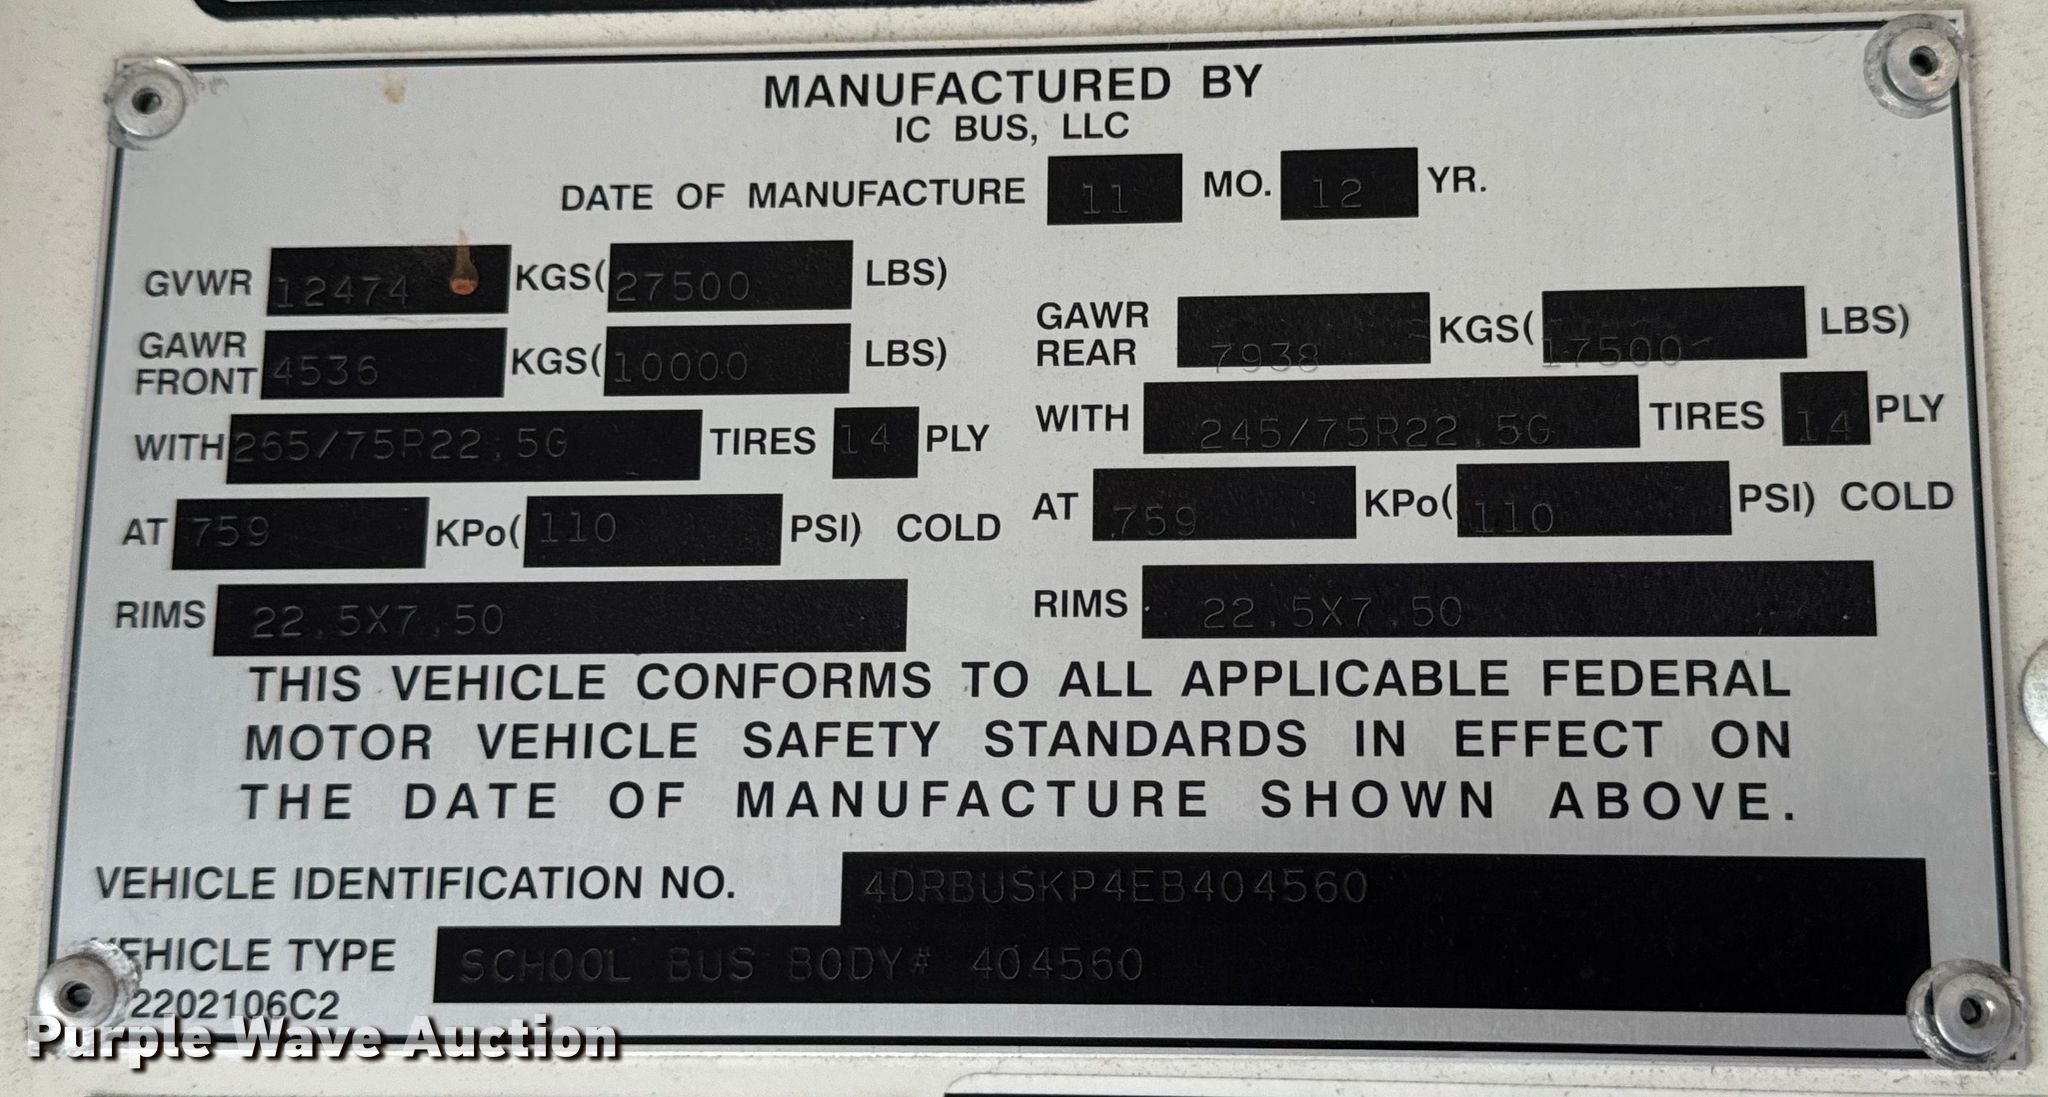 MANUFACTURED BY
IC BUS, LLC
DATE OF MANUFACTURE 11 MO. 12 YR.
GVWR 12474 KGS( 27500 LBS)
GAWR FRONT 4536 KGS( 10000 LBS)
GAWR REAR 7938 KGS( 17500 LBS)
WITH 265/75R22.5G TIRES 14 PLY
WITH 245/75R22.5G TIRES 14 PLY
AT 759 KPo( 110 PSI) COLD
AT 759 KPo( 110 PSI) COLD
RIMS 22.5X7.50
RIMS 22.5X7.50
THIS VEHICLE CONFORMS TO ALL APPLICABLE FEDERAL
MOTOR VEHICLE SAFETY STANDARDS IN EFFECT ON
THE DATE OF MANUFACTURE SHOWN ABOVE.
VEHICLE IDENTIFICATION NO. 4DRBUSKP4EB404560
VEHICLE TYPE SCHOOL BUS BODY# 404560
2202106C2
Purple Wave Auction